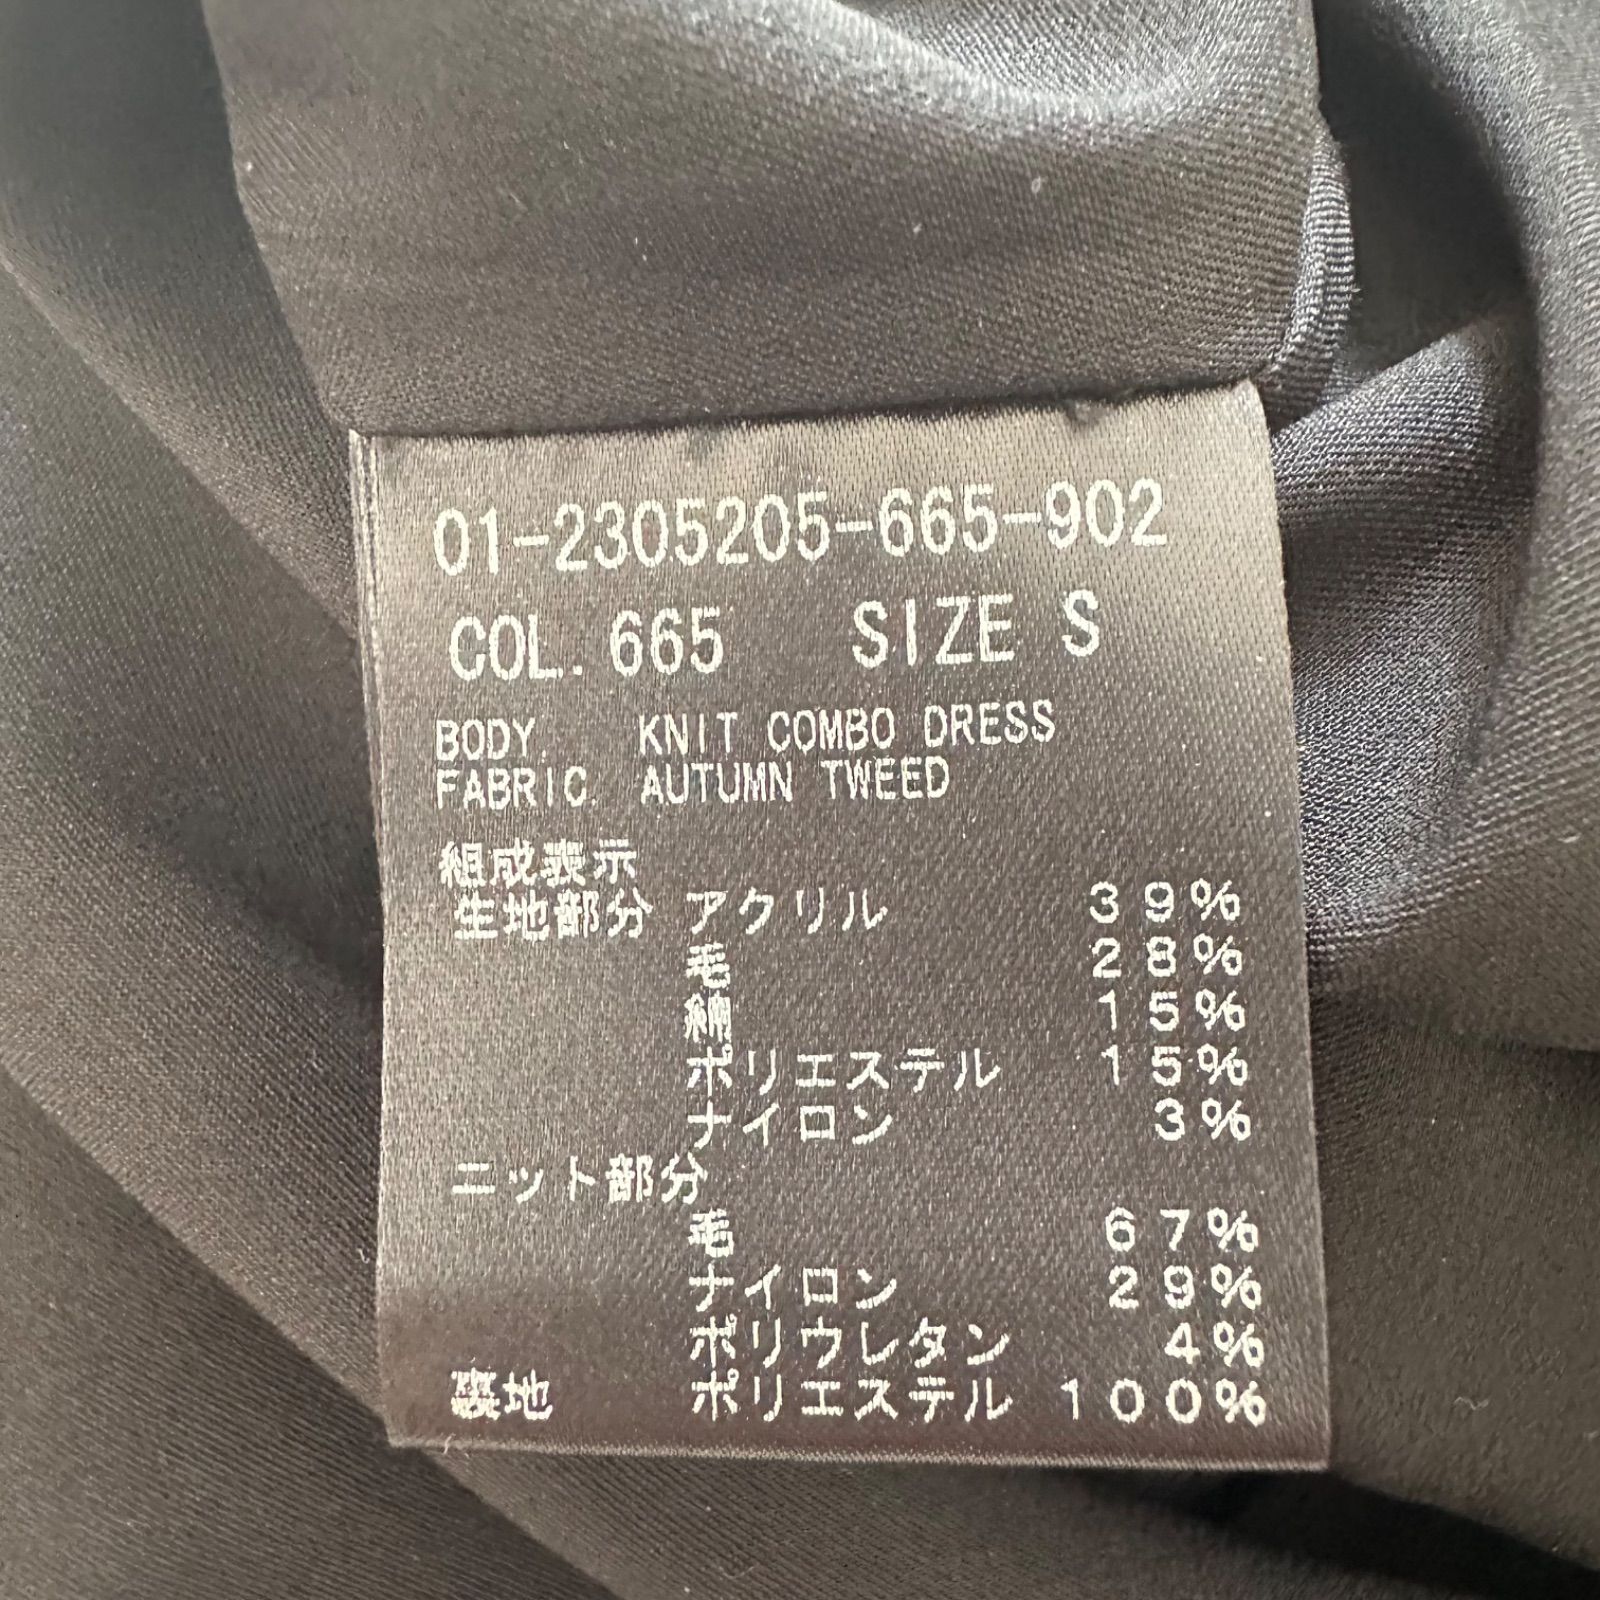 01-2305205-665-902
COL. 665 SIZE S
BODY. KNIT COMBO DRESS
FABRIC. AUTUMN TWEED
組成表示
生地部分 アクリル 39%
毛 28%
綿 15%
ポリエステル 15%
ナイロン 3%
ニット部分
毛 67%
ナイロン 29%
ポリウレタン 4%
裏地 ポリエステル 100%